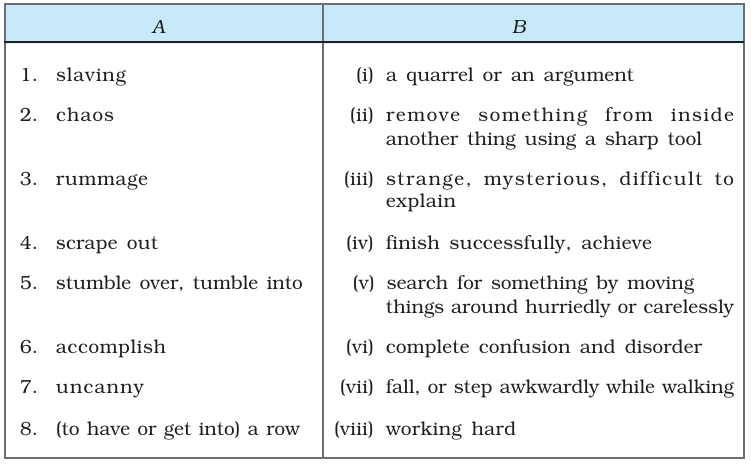 A B
1. slaving (i) a quarrel or an argument
2. chaos (ii) remove something from inside
another thing using a sharp tool
3. rummage (iii) strange, mysterious, difficult to
explain
4. scrape out (iv) finish successfully, achieve
5. stumble over, tumble into (v) search for something by moving
things around hurriedly or carelessly
6. accomplish (vi) complete confusion and disorder
7. uncanny (vii) fall, or step awkwardly while walking
8. (to have or get into) a row (viii) working hard